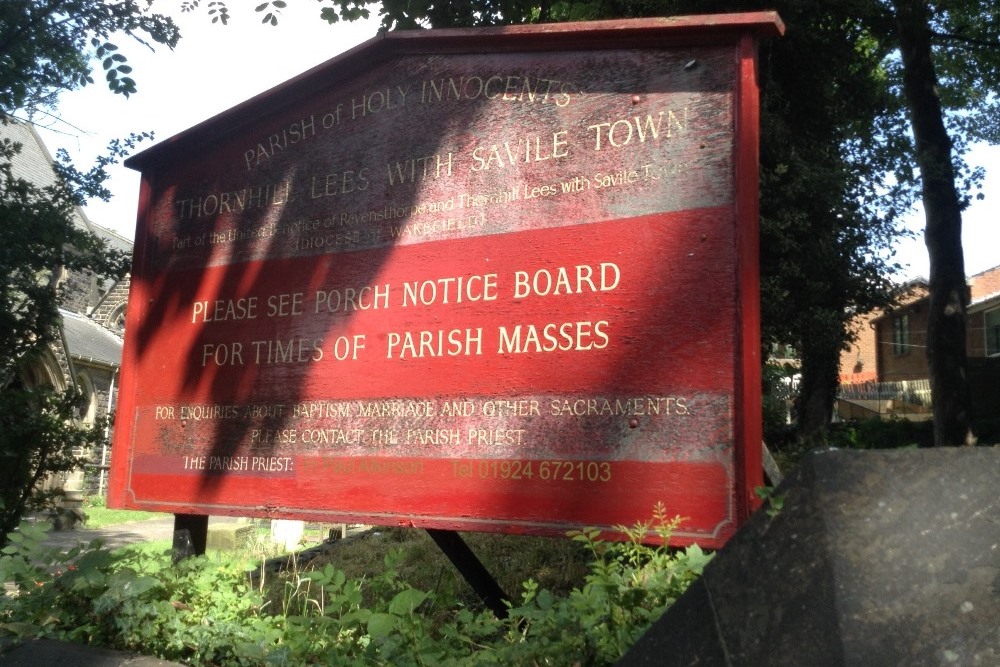 PARISH of HOLY INNOCENTS
THORNHILL LEES WITH SAVILE TOWN
Part of the United Benefice of Ravensthorpe and Thornhill Lees with Savile Town
(DIOCESE of WAKEFIELD)
PLEASE SEE PORCH NOTICE BOARD
FOR TIMES OF PARISH MASSES
FOR ENQUIRIES ABOUT BAPTISM, MARRIAGE AND OTHER SACRAMENTS.
PLEASE CONTACT THE PARISH PRIEST.
THE PARISH PRIEST: Paul Atkinson Tel 01924 672103